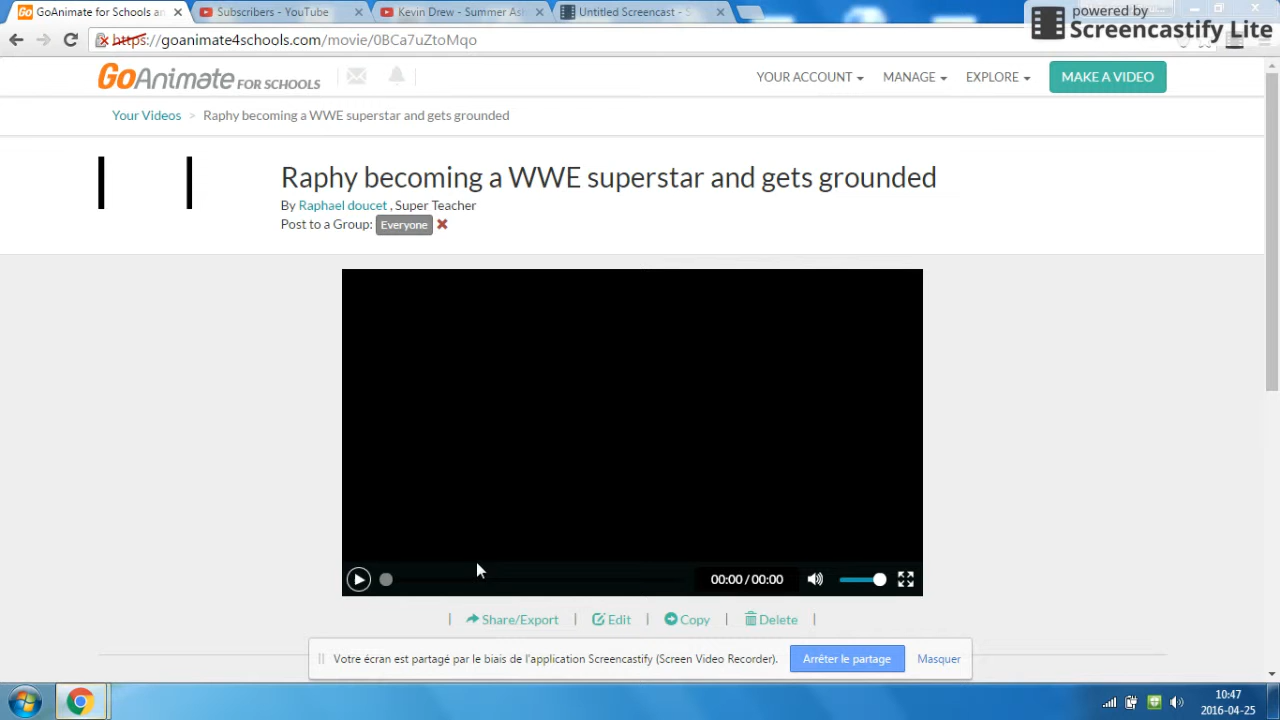 GoAnimate for Schools an
Subscribers - YouTube
Kevin Drew - Summer Ash
Untitled Screencast - S
powered by
Screencastify Lite
https://goanimate4schools.com/movie/0BCa7uZtoMqo
GoAnimate FOR SCHOOLS
YOUR ACCOUNT
MANAGE
EXPLORE
MAKE A VIDEO
Your Videos > Raphy becoming a WWE superstar and gets grounded
Raphy becoming a WWE superstar and gets grounded
By Raphael doucet , Super Teacher
Post to a Group: Everyone
00:00 / 00:00
| Share/Export | Edit | Copy | Delete |
Votre écran est partagé par le biais de l'application Screencastify (Screen Video Recorder).
Arrêter le partage
Masquer
10:47
2016-04-25